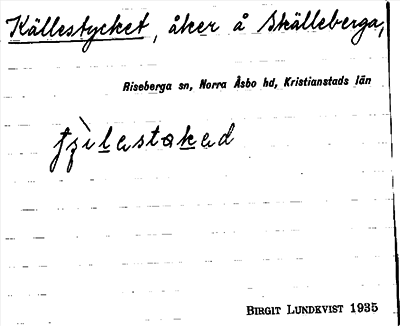 Källestycket, åker å Skälleberga,
Riseberga sn, Norra Åsbo hd, Kristianstads län
BIRGIT LUNDKVIST 1935